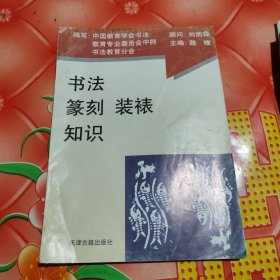 编写 中国教育学会书法
教育专业委员会中师
书法教育分会
顾问:刘炳森
主编:路棣
书法
篆刻 装裱
知识
天津古籍出版社